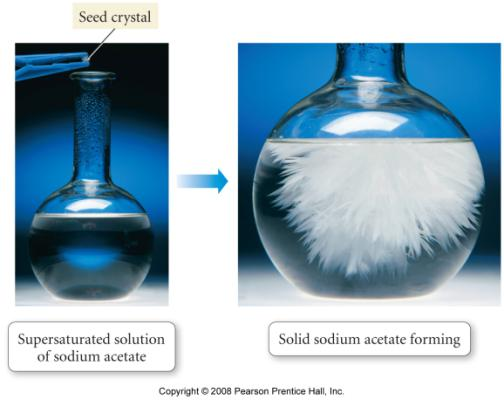 Seed crystal
Supersaturated solution
of sodium acetate
Solid sodium acetate forming
Copyright © 2008 Pearson Prentice Hall, Inc.